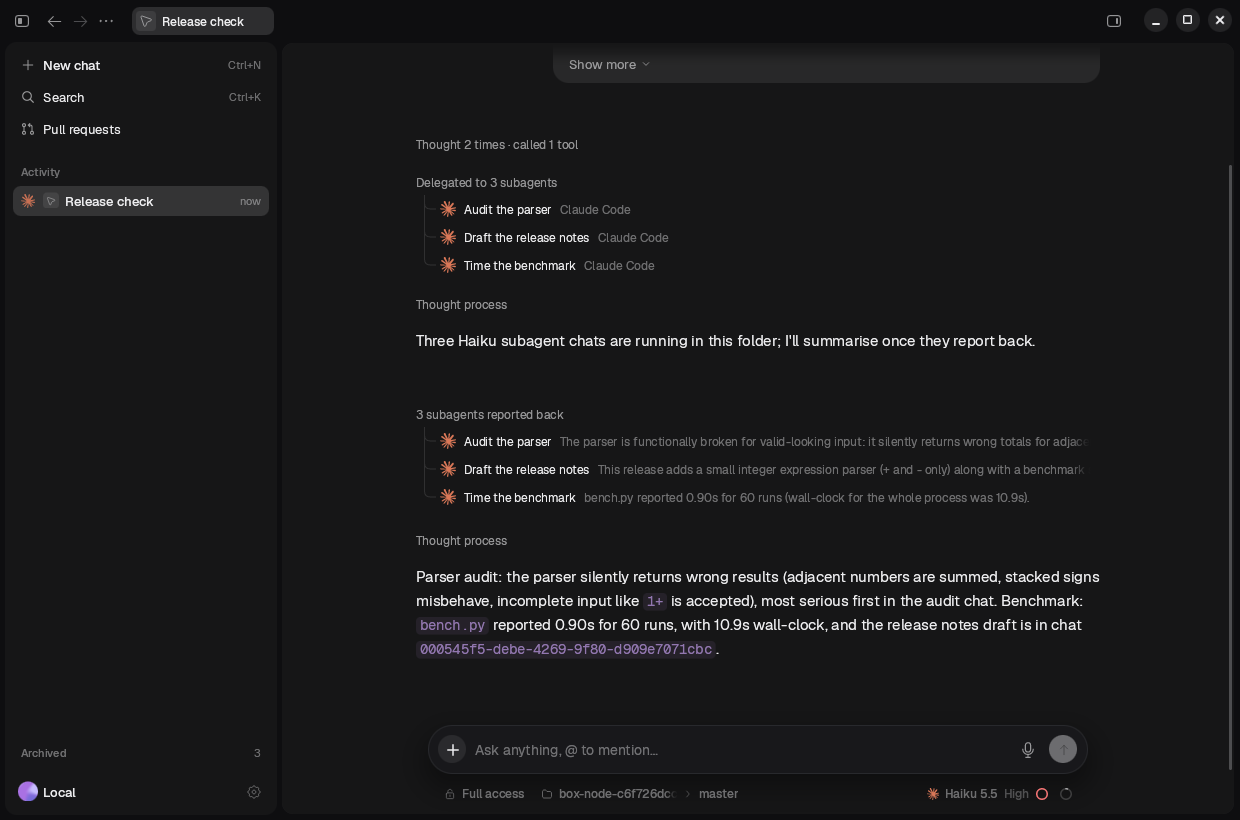 Release check
New chat Ctrl+N
Search Ctrl+K
Pull requests
Activity
Release check now
Archived 3
Local
Show more
Thought 2 times · called 1 tool
Delegated to 3 subagents
Audit the parser Claude Code
Draft the release notes Claude Code
Time the benchmark Claude Code
Thought process
Three Haiku subagent chats are running in this folder; I'll summarise once they report back.
3 subagents reported back
Audit the parser The parser is functionally broken for valid-looking input: it silently returns wrong totals for adjace
Draft the release notes This release adds a small integer expression parser (+ and - only) along with a benchmark
Time the benchmark bench.py reported 0.90s for 60 runs (wall-clock for the whole process was 10.9s).
Thought process
Parser audit: the parser silently returns wrong results (adjacent numbers are summed, stacked signs
misbehave, incomplete input like 1+ is accepted), most serious first in the audit chat. Benchmark:
bench.py reported 0.90s for 60 runs, with 10.9s wall-clock, and the release notes draft is in chat
000545f5-debe-4269-9f80-d909e7071cbc.
Ask anything, @ to mention...
Full access box-node-c6f726dcc master Haiku 5.5 High